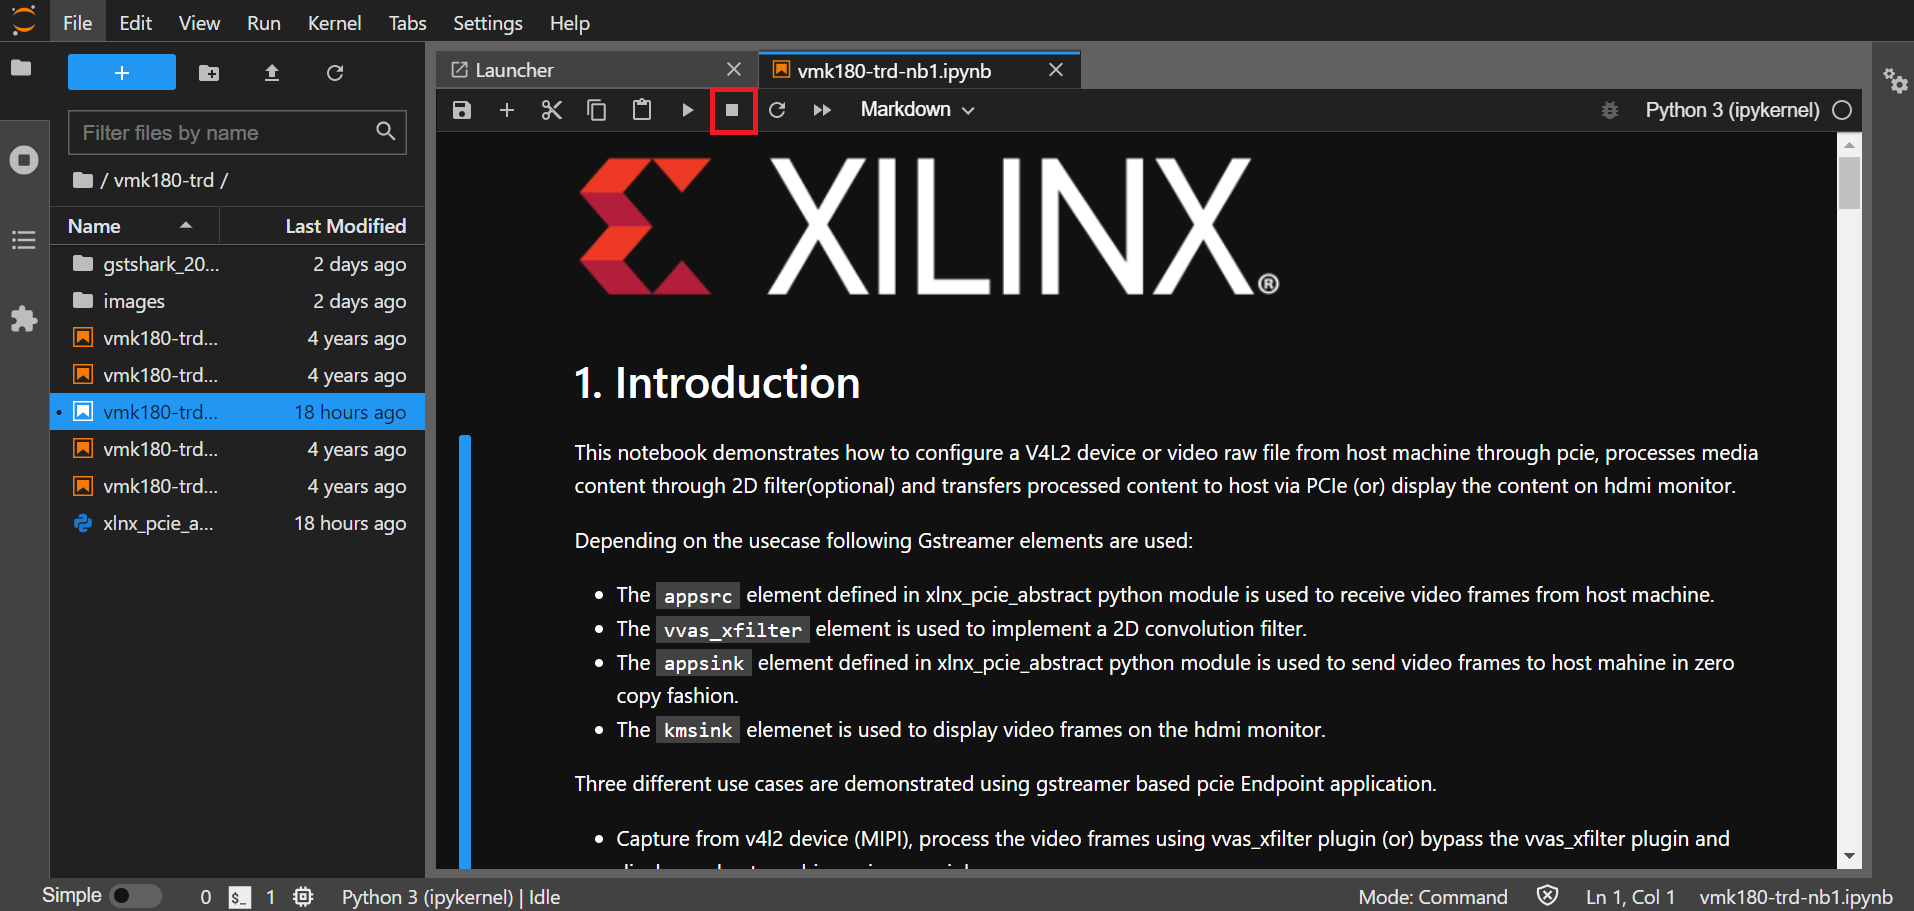 File Edit View Run Kernel Tabs Settings Help
Launcher
vmk180-trd-nb1.ipynb
Markdown
Python 3 (ipykernel)
Filter files by name
/ vmk180-trd /
Name Last Modified
gstshark_20... 2 days ago
images 2 days ago
vmk180-trd... 4 years ago
vmk180-trd... 4 years ago
vmk180-trd... 18 hours ago
vmk180-trd... 4 years ago
vmk180-trd... 4 years ago
xlnx_pcie_a... 18 hours ago
XILINX®
1. Introduction
This notebook demonstrates how to configure a V4L2 device or video raw file from host machine through pcie, processes media
content through 2D filter(optional) and transfers processed content to host via PCIe (or) display the content on hdmi monitor.
Depending on the usecase following Gstreamer elements are used:
• The appsrc element defined in xlnx_pcie_abstract python module is used to receive video frames from host machine.
• The vvas_xfilter element is used to implement a 2D convolution filter.
• The appsink element defined in xlnx_pcie_abstract python module is used to send video frames to host mahine in zero
copy fashion.
• The kmsink elemenet is used to display video frames on the hdmi monitor.
Three different use cases are demonstrated using gstreamer based pcie Endpoint application.
• Capture from v4l2 device (MIPI), process the video frames using vvas_xfilter plugin (or) bypass the vvas_xfilter plugin and
Simple 0 $_ 1 Python 3 (ipykernel) | Idle Mode: Command Ln 1, Col 1 vmk180-trd-nb1.ipynb